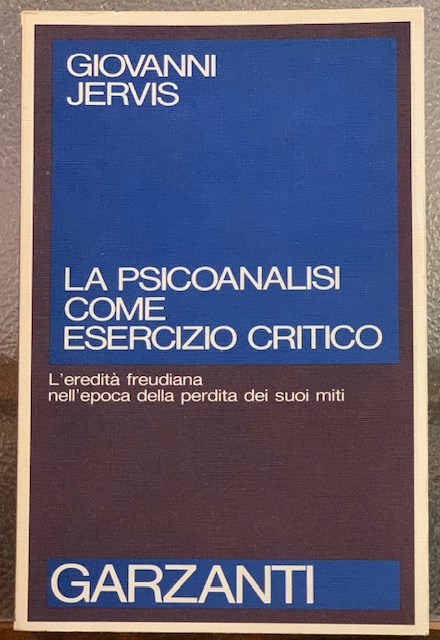 GIOVANNI
JERVIS
LA PSICOANALISI
COME
ESERCIZIO CRITICO
L'eredità freudiana
nell'epoca della perdita dei suoi miti
GARZANTI